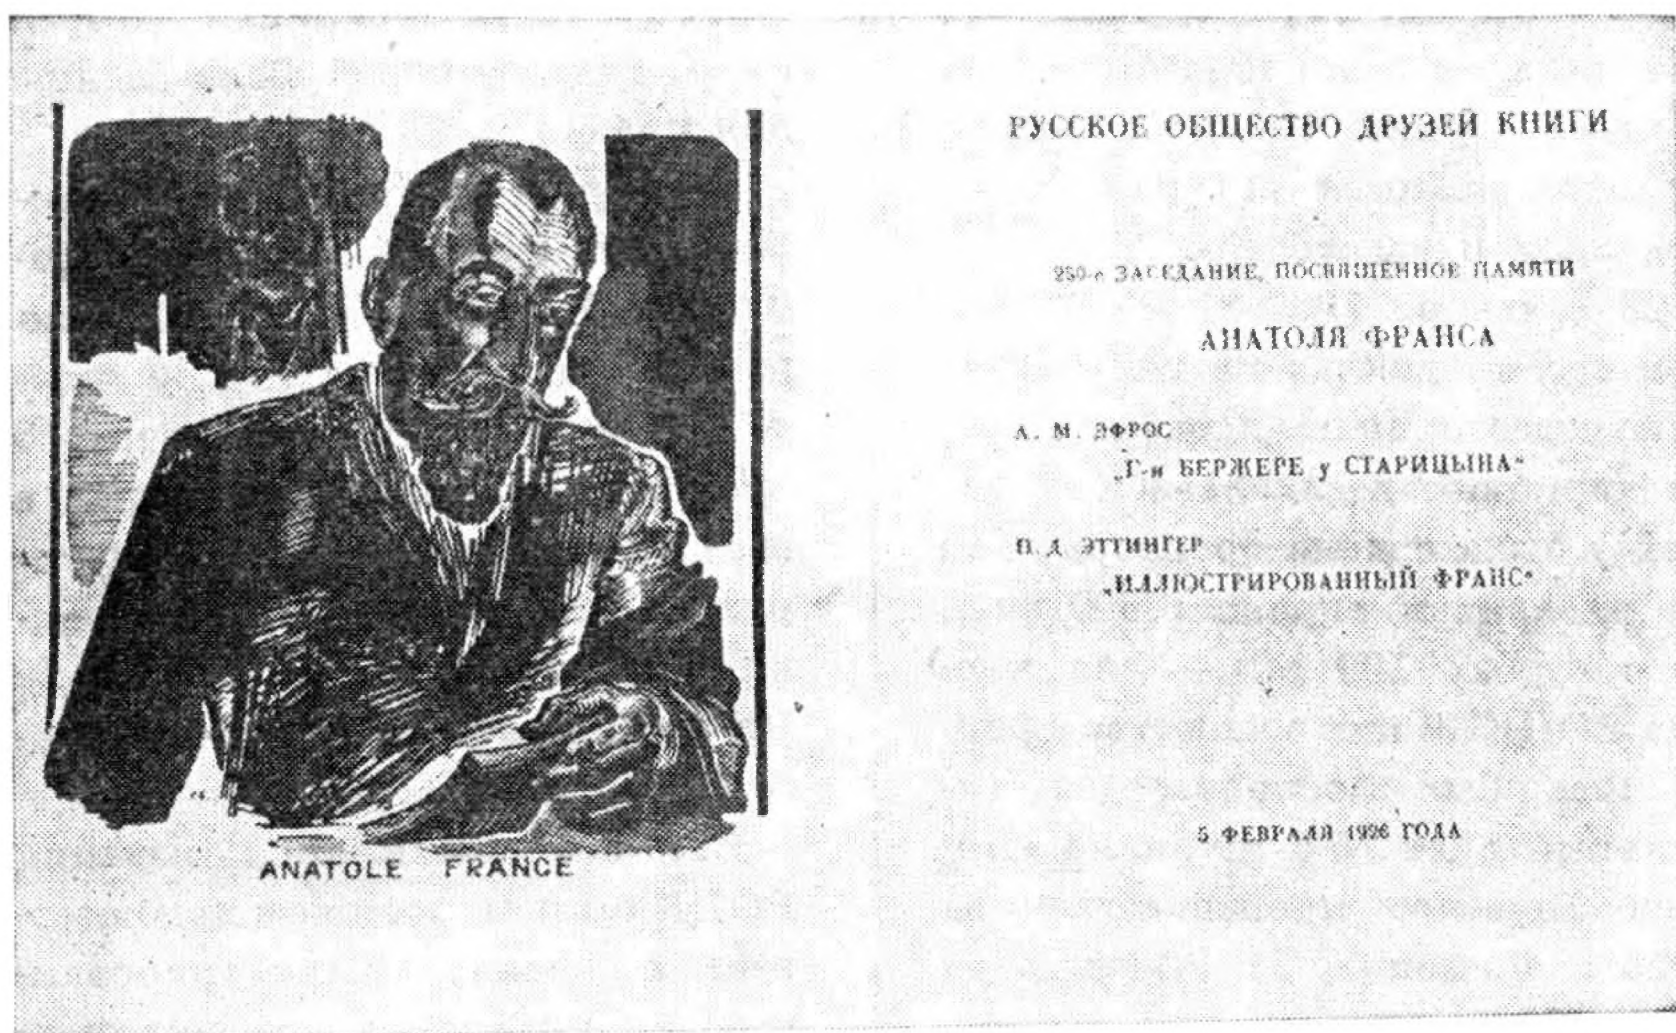 ANATOLE FRANCE
РУССКОЕ ОБЩЕСТВО ДРУЗЕЙ КНИГИ
250-е ЗАСЕДАНИЕ, ПОСВЯЩЕННОЕ ПАМЯТИ
АНАТОЛЯ ФРАНСА
А. М. ЭФРОС
„Г-н БЕРЖЕРЕ у СТАРИЦЫНА“
П. Д. ЭТТИНГЕР
„ИЛЛЮСТРИРОВАННЫЙ ФРАНС“
5 ФЕВРАЛЯ 1926 ГОДА